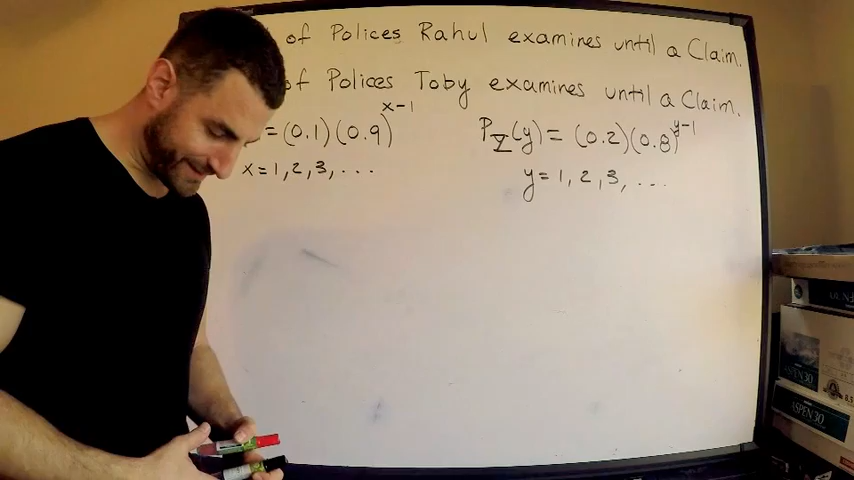 of Polices Rahul examines until a Claim.
of Polices Toby examines until a Claim.
= (0.1)(0.9)^x-1
P_Y(y) = (0.2)(0.8)^y-1
x = 1, 2, 3, . . .
y = 1, 2, 3, . . .
ASPEN 30
ASPEN 30